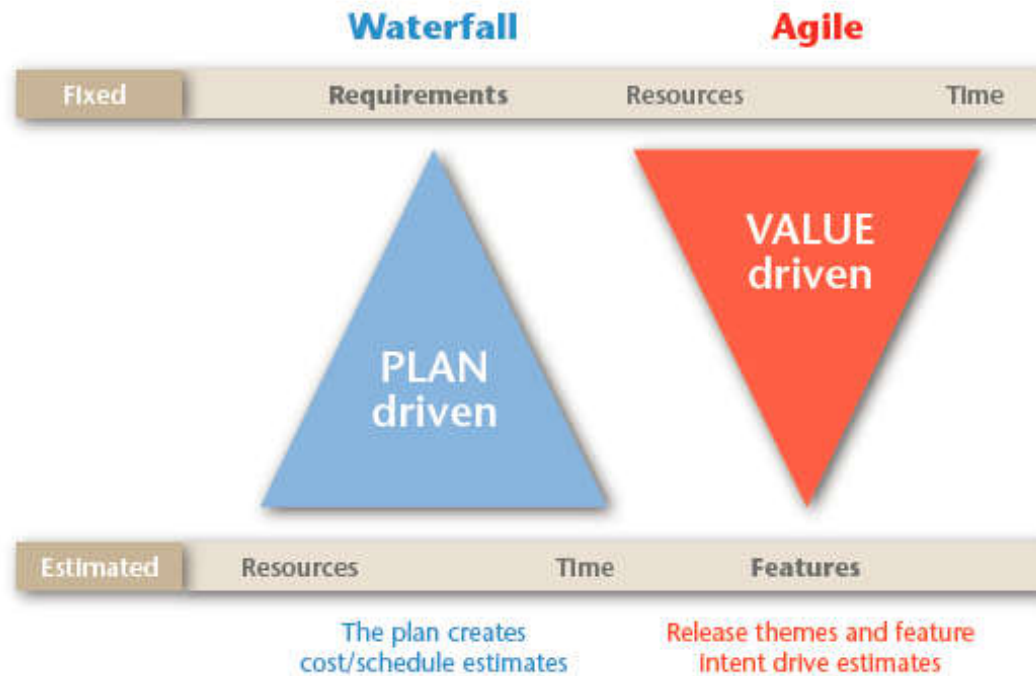 Waterfall Agile
Fixed Requirements Resources Time
VALUE
driven
PLAN
driven
Estimated Resources Time Features
The plan creates
cost/schedule estimates
Release themes and feature
intent drive estimates